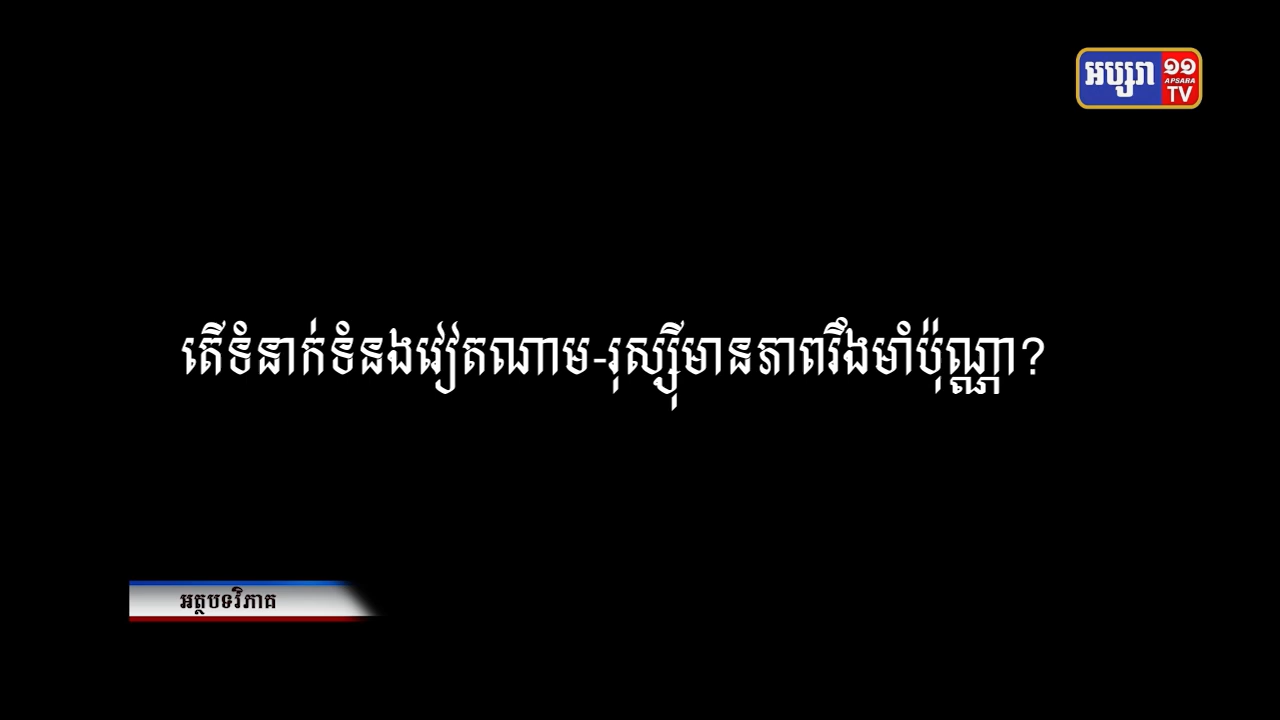 អប្សរា ១១
APSARA
TV
តើទំនាក់ទំនងវៀតណាម-រុស្ស៊ីមានភាពរឹងមាំប៉ុណ្ណា?
អត្ថបទវិភាគ